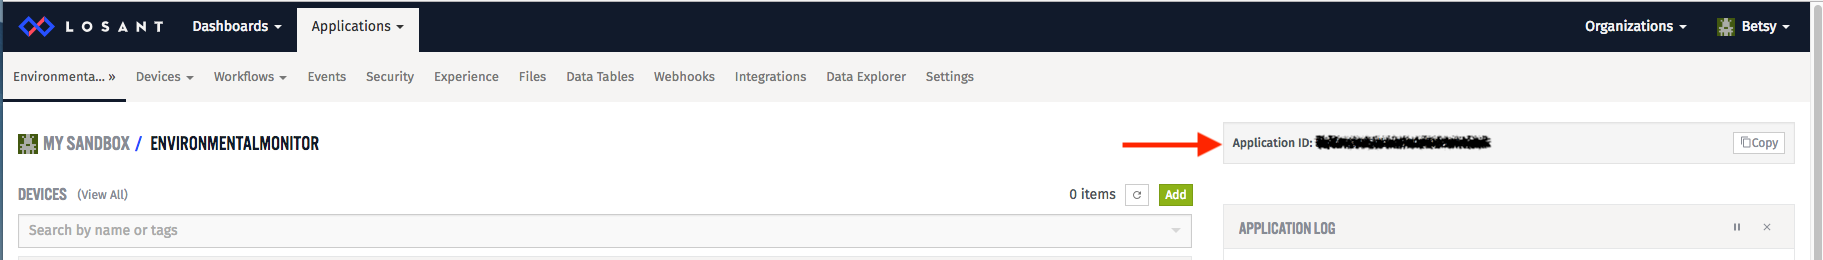 LOSANT Dashboards Applications Organizations Betsy
Environmenta... » Devices Workflows Events Security Experience Files Data Tables Webhooks Integrations Data Explorer Settings
MY SANDBOX / ENVIRONMENTALMONITOR
Application ID: Copy
DEVICES (View All) 0 items Add
Search by name or tags
APPLICATION LOG